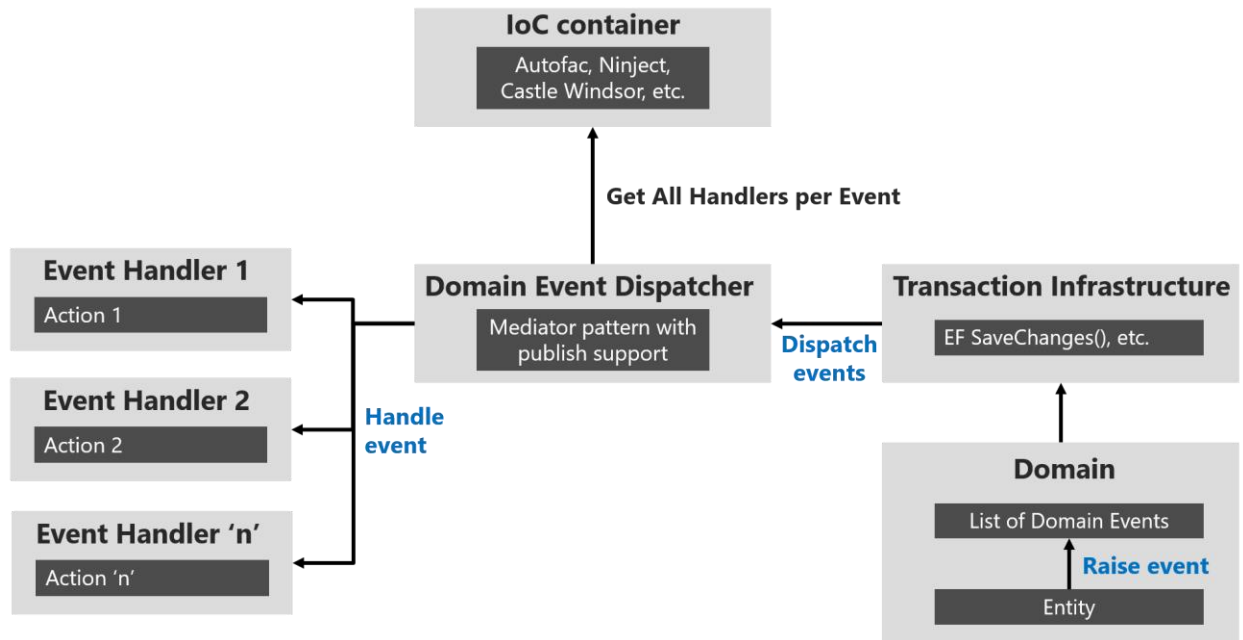 IoC container
Autofac, Ninject,
Castle Windsor, etc.
Get All Handlers per Event
Event Handler 1
Action 1
Domain Event Dispatcher
Mediator pattern with
publish support
Transaction Infrastructure
EF SaveChanges(), etc.
Dispatch
events
Event Handler 2
Action 2
Handle
event
Domain
List of Domain Events
Raise event
Entity
Event Handler ‘n’
Action ‘n’